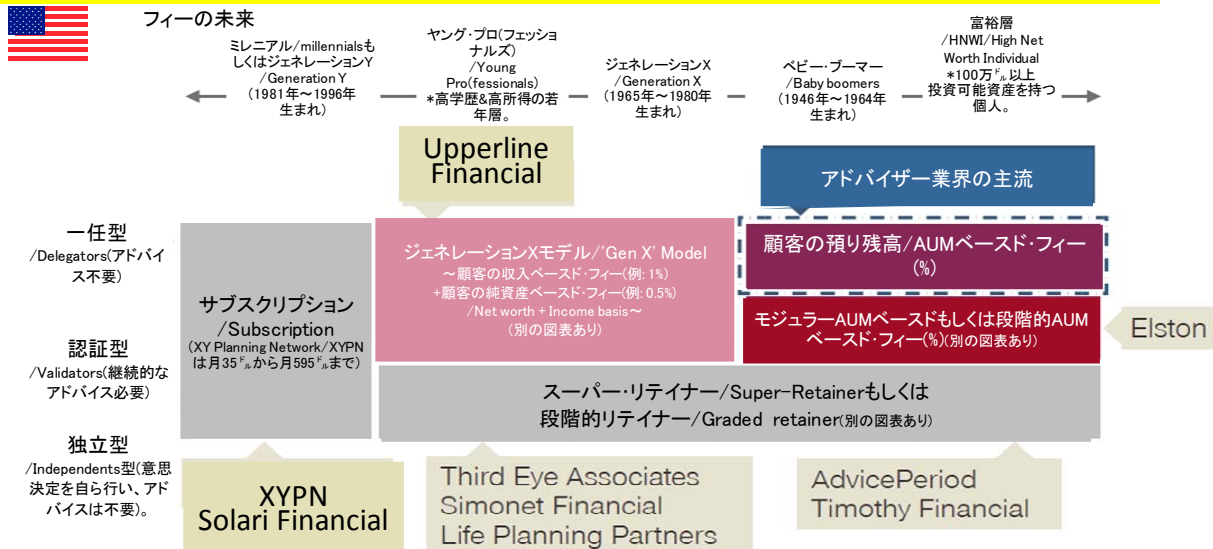 フィーの未来
ミレニアル/millennialsも
しくはジェネレーションY
/Generation Y
(1981年～1996年
生まれ)
ヤング・プロ(フェッショ
ナルズ)
/Young
Pro(fessionals)
*高学歴&高所得の若
年層。
ジェネレーションX
/Generation X
(1965年～1980年
生まれ)
ベビー・ブーマー
/Baby boomers
(1946年～1964年
生まれ)
富裕層
/HNWI/High Net
Worth Individual
*100万㌦以上
投資可能資産を持つ
個人。
Upperline
Financial
アドバイザー業界の主流
一任型
/Delegators(アドバイ
ス不要)
認証型
/Validators(継続的な
アドバイス必要)
独立型
/Independents型(意思
決定を自ら行い、アド
バイスは不要)。
サブスクリプション
/Subscription
(XY Planning Network/XYPN
は月35㌦から月595㌦まで)
ジェネレーションXモデル/'Gen X' Model
～顧客の収入ベースド・フィー(例: 1%)
+顧客の純資産ベースド・フィー(例: 0.5%)
/Net worth + Income basis～
(別の図表あり)
顧客の預り残高/AUMベースド・フィー
(%)
モジュラーAUMベースドもしくは段階的AUM
ベースド・フィー(%)(別の図表あり)
Elston
スーパー・リテイナー/Super-Retainerもしくは
段階的リテイナー/Graded retainer(別の図表あり)
XYPN
Solari Financial
Third Eye Associates
Simonet Financial
Life Planning Partners
AdvicePeriod
Timothy Financial